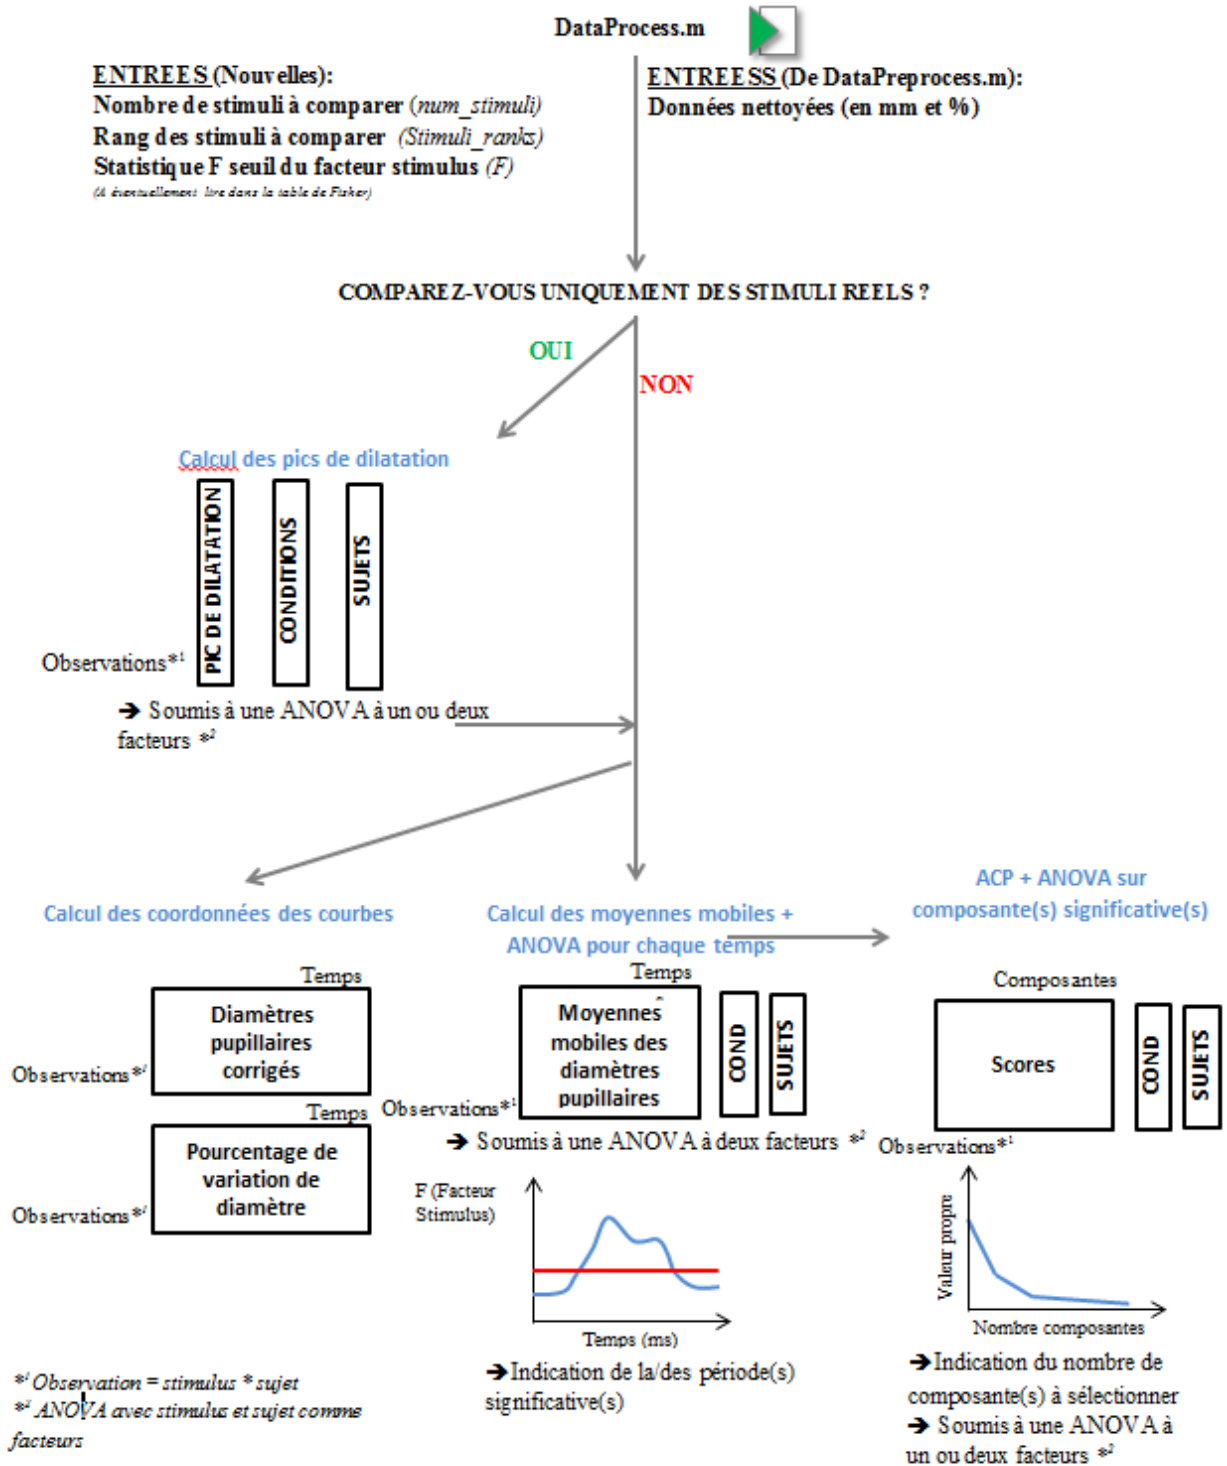 DataProcess.m
ENTREES (Nouvelles):
Nombre de stimuli à comparer (num_stimuli)
Rang des stimuli à comparer (Stimuli_ranks)
Statistique F seuil du facteur stimulus (F)
(A éventuellement lire dans la table de Fisher)
ENTREESS (De DataPreprocess.m):
Données nettoyées (en mm et %)
COMPAREZ-VOUS UNIQUEMENT DES STIMULI REELS ?
OUI
NON
Calcul des pics de dilatation
PIC DE DILATATION
CONDITIONS
SUJETS
Observations*1
➔ Soumis à une ANOVA à un ou deux
facteurs *2
Calcul des coordonnées des courbes
Temps
Diamètres
pupillaires
corrigés
Observations*1
Temps
Pourcentage de
variation de
diamètre
Observations*1
Calcul des moyennes mobiles +
ANOVA pour chaque temps
Temps
Moyennes
mobiles des
diamètres
pupillaires
COND
SUJETS
Observations*1
➔ Soumis à une ANOVA à deux facteurs *2
F (Facteur
Stimulus)
Temps (ms)
➔Indication de la/des période(s)
significative(s)
ACP + ANOVA sur
composante(s) significative(s)
Composantes
Scores
COND
SUJETS
Observations*1
Valeur propre
Nombre composantes
➔Indication du nombre de
composante(s) à sélectionner
➔ Soumis à une ANOVA à
un ou deux facteurs *2
*1 Observation = stimulus * sujet
*2 ANOVA avec stimulus et sujet comme
facteurs